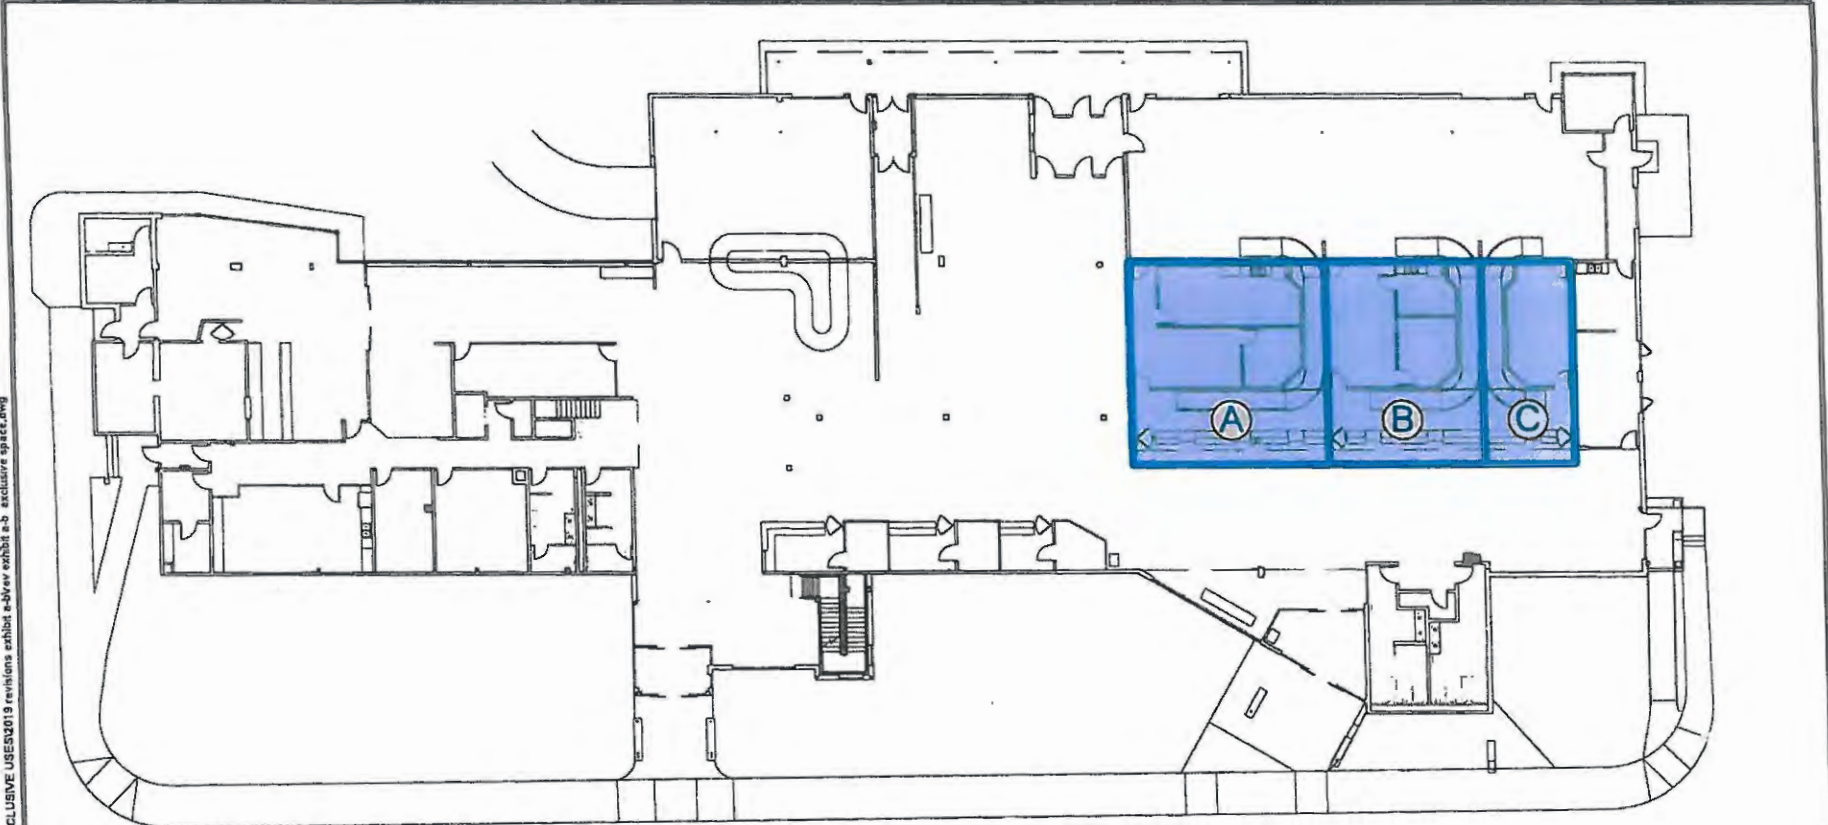 CLUSIVE USES\2019 revisions exhibit a-b\rev exhibit a-b exclusive space.dwg
A
B
C